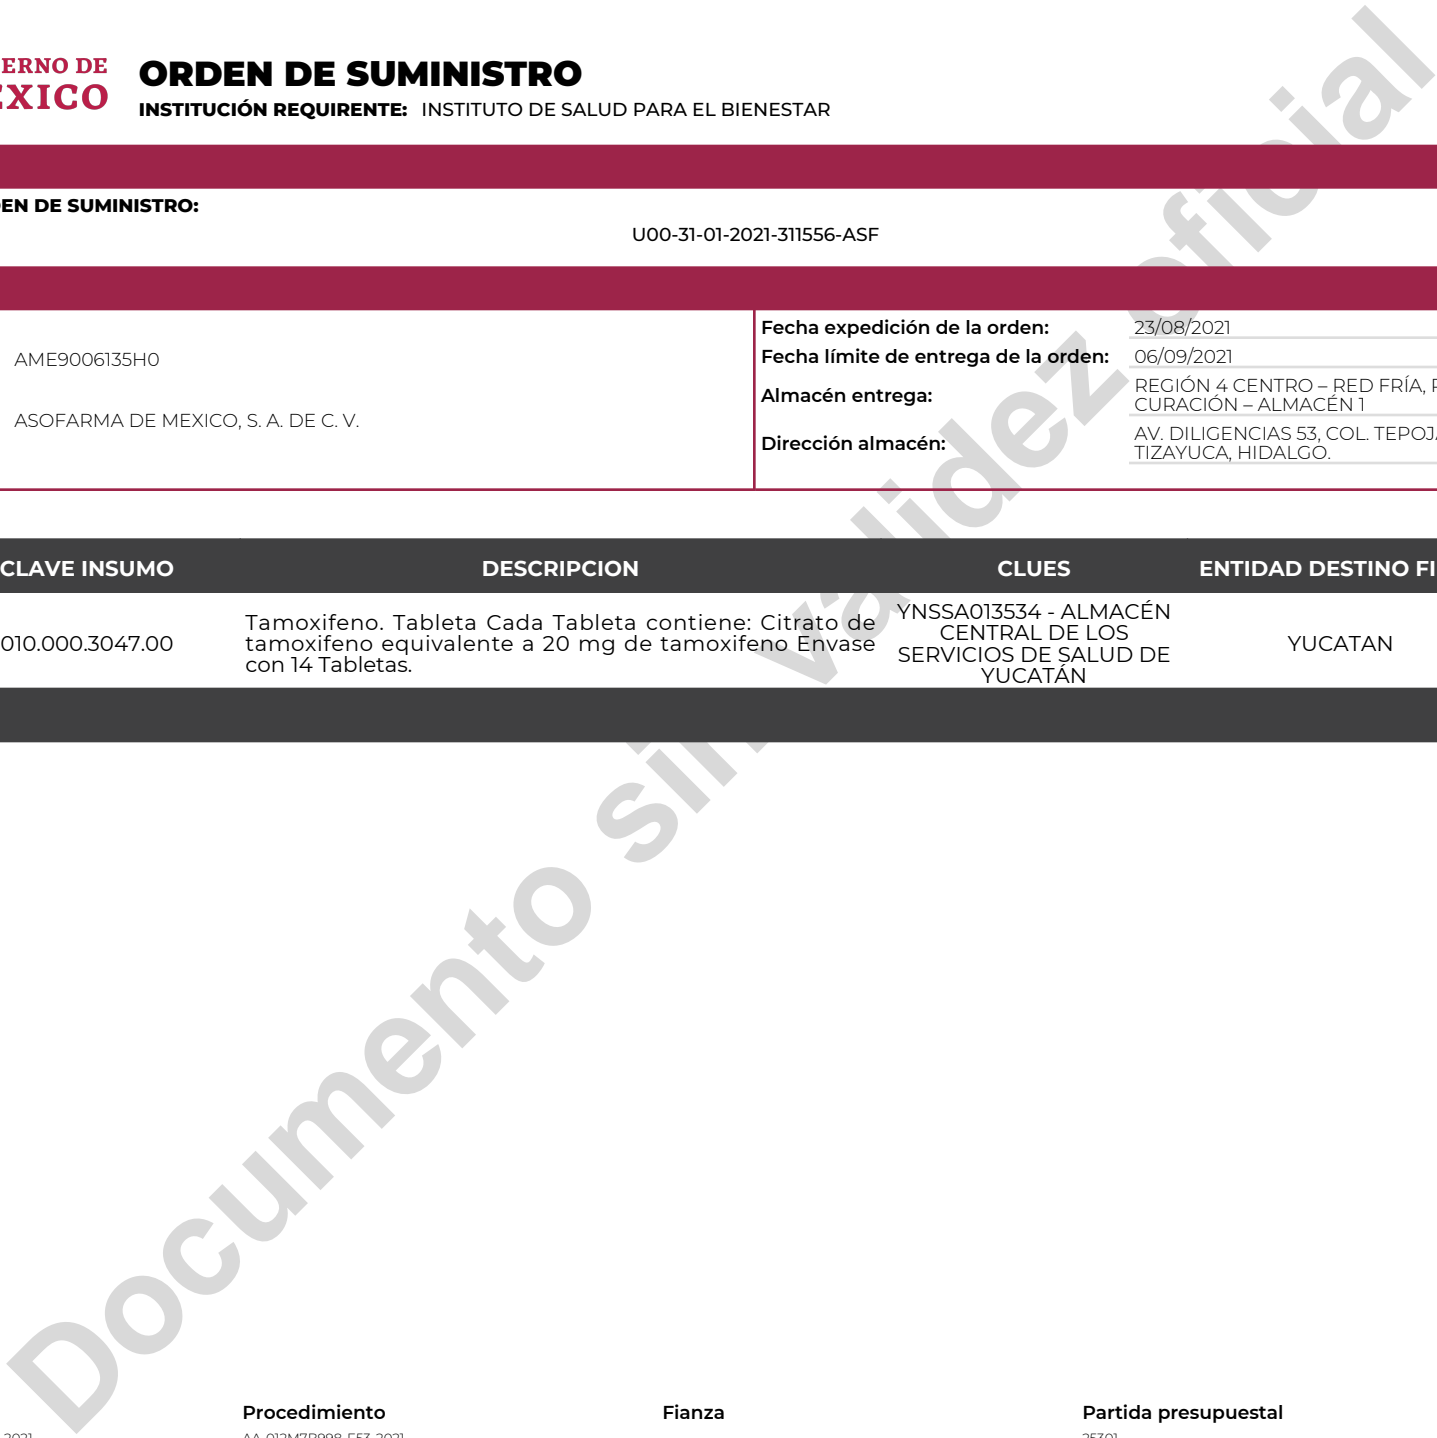 ERNO DE
EXICO
ORDEN DE SUMINISTRO
INSTITUCIÓN REQUIRENTE: INSTITUTO DE SALUD PARA EL BIENESTAR
EN DE SUMINISTRO:
U00-31-01-2021-311556-ASF
AME9006135H0
ASOFARMA DE MEXICO, S. A. DE C. V.
Fecha expedición de la orden: 23/08/2021
Fecha límite de entrega de la orden: 06/09/2021
Almacén entrega: REGIÓN 4 CENTRO – RED FRÍA,
CURACIÓN – ALMACÉN 1
Dirección almacén: AV. DILIGENCIAS 53, COL. TEPOJ
TIZAYUCA, HIDALGO.
CLAVE INSUMO DESCRIPCION CLUES ENTIDAD DESTINO FI
010.000.3047.00
Tamoxifeno. Tableta Cada Tableta contiene: Citrato de
tamoxifeno equivalente a 20 mg de tamoxifeno Envase
con 14 Tabletas.
YNSSA013534 - ALMACÉN
CENTRAL DE LOS
SERVICIOS DE SALUD DE
YUCATÁN
YUCATAN
Documento sin validez oficial
Procedimiento Fianza Partida presupuestal